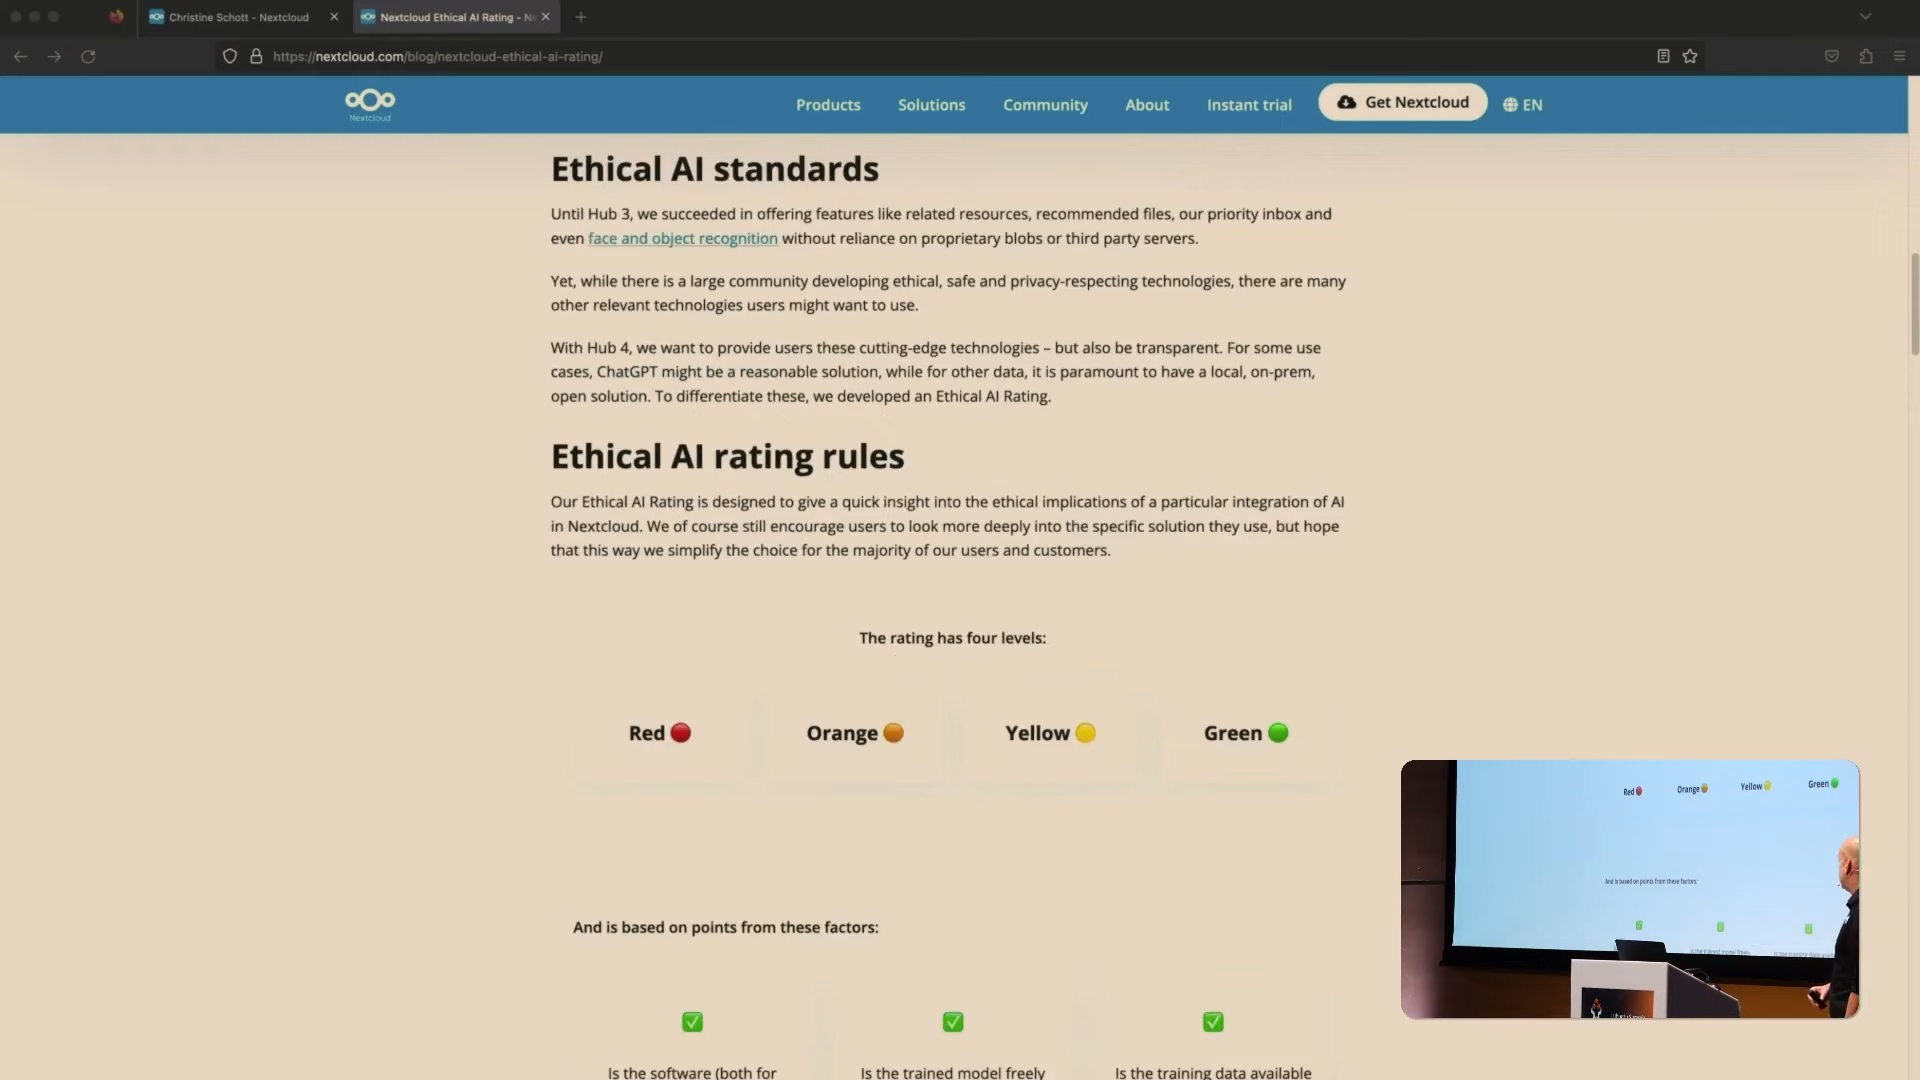 Christine Schott - Nextcloud
Nextcloud Ethical AI Rating - Ne
https://nextcloud.com/blog/nextcloud-ethical-ai-rating/
Nextcloud
Products
Solutions
Community
About
Instant trial
Get Nextcloud
EN
Ethical AI standards
Until Hub 3, we succeeded in offering features like related resources, recommended files, our priority inbox and
even face and object recognition without reliance on proprietary blobs or third party servers.
Yet, while there is a large community developing ethical, safe and privacy-respecting technologies, there are many
other relevant technologies users might want to use.
With Hub 4, we want to provide users these cutting-edge technologies – but also be transparent. For some use
cases, ChatGPT might be a reasonable solution, while for other data, it is paramount to have a local, on-prem,
open solution. To differentiate these, we developed an Ethical AI Rating.
Ethical AI rating rules
Our Ethical AI Rating is designed to give a quick insight into the ethical implications of a particular integration of AI
in Nextcloud. We of course still encourage users to look more deeply into the specific solution they use, but hope
that this way we simplify the choice for the majority of our users and customers.
The rating has four levels:
Red
Orange
Yellow
Green
And is based on points from these factors:
Is the software (both for
Is the trained model freely
Is the training data available
Red
Orange
Yellow
Green
And is based on points from these factors: